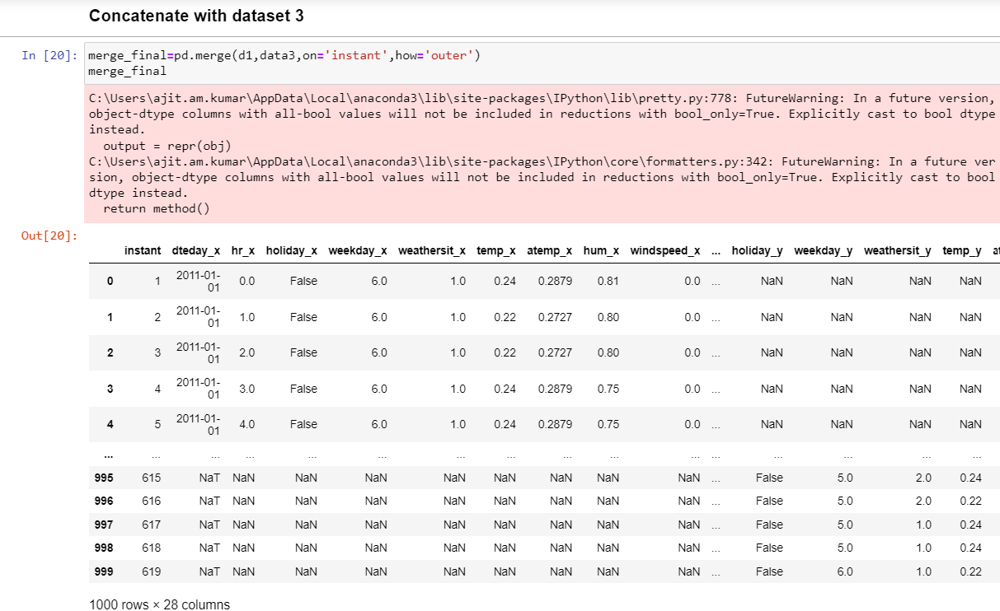 Concatenate with dataset 3
In [20]: merge_final=pd.merge(d1,data3,on='instant',how='outer')
merge_final
C:\Users\ajit.am.kumar\AppData\Local\anaconda3\lib\site-packages\IPython\lib\pretty.py:778: FutureWarning: In a future version,
object-dtype columns with all-bool values will not be included in reductions with bool_only=True. Explicitly cast to bool dtype
instead.
output = repr(obj)
C:\Users\ajit.am.kumar\AppData\Local\anaconda3\lib\site-packages\IPython\core\formatters.py:342: FutureWarning: In a future ver
sion, object-dtype columns with all-bool values will not be included in reductions with bool_only=True. Explicitly cast to bool
dtype instead.
return method()
Out[20]:
instant dteday_x hr_x holiday_x weekday_x weathersit_x temp_x atemp_x hum_x windspeed_x ... holiday_y weekday_y weathersit_y temp_y
0 1 2011-01-
01 0.0 False 6.0 1.0 0.24 0.2879 0.81 0.0 ... NaN NaN NaN NaN
1 2 2011-01-
01 1.0 False 6.0 1.0 0.22 0.2727 0.80 0.0 ... NaN NaN NaN NaN
2 3 2011-01-
01 2.0 False 6.0 1.0 0.22 0.2727 0.80 0.0 ... NaN NaN NaN NaN
3 4 2011-01-
01 3.0 False 6.0 1.0 0.24 0.2879 0.75 0.0 ... NaN NaN NaN NaN
4 5 2011-01-
01 4.0 False 6.0 1.0 0.24 0.2879 0.75 0.0 ... NaN NaN NaN NaN
... ... ... ... ... ... ... ... ... ... ... ... ... ... ... ...
995 615 NaT NaN NaN NaN NaN NaN NaN NaN NaN ... False 5.0 2.0 0.24
996 616 NaT NaN NaN NaN NaN NaN NaN NaN NaN ... False 5.0 2.0 0.22
997 617 NaT NaN NaN NaN NaN NaN NaN NaN NaN ... False 5.0 1.0 0.24
998 618 NaT NaN NaN NaN NaN NaN NaN NaN NaN ... False 5.0 1.0 0.24
999 619 NaT NaN NaN NaN NaN NaN NaN NaN NaN ... False 6.0 1.0 0.22
1000 rows × 28 columns